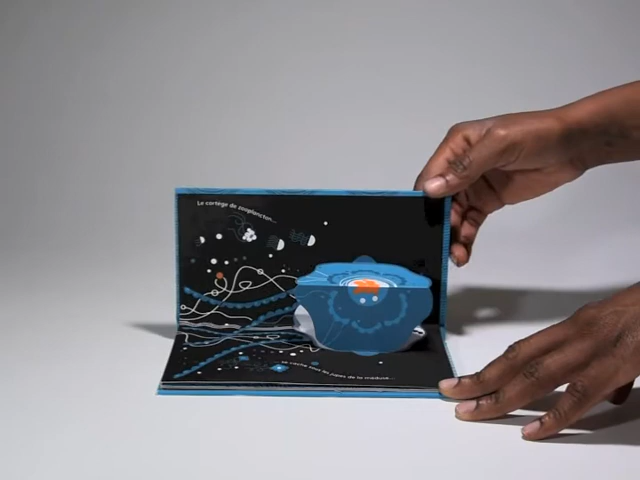 Le cortège de zooplancton...
se cache sous les jupes de la méduse...